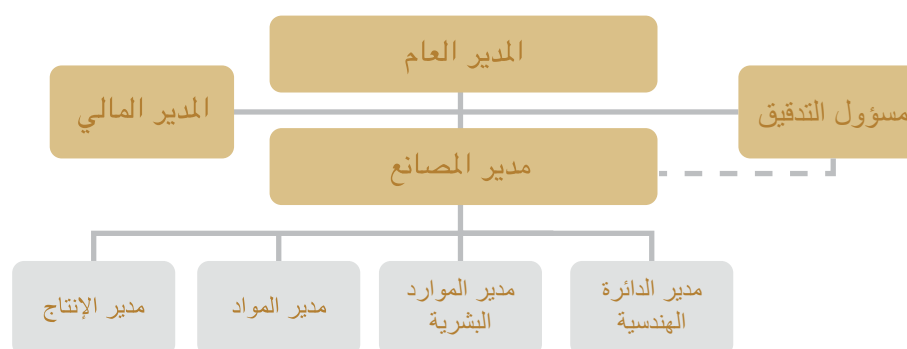 المدير العام
مسؤول التدقيق
المدير المالي
مدير المصانع
مدير الدائرة
الهندسية
مدير الموارد
البشرية
مدير المواد
مدير الإنتاج